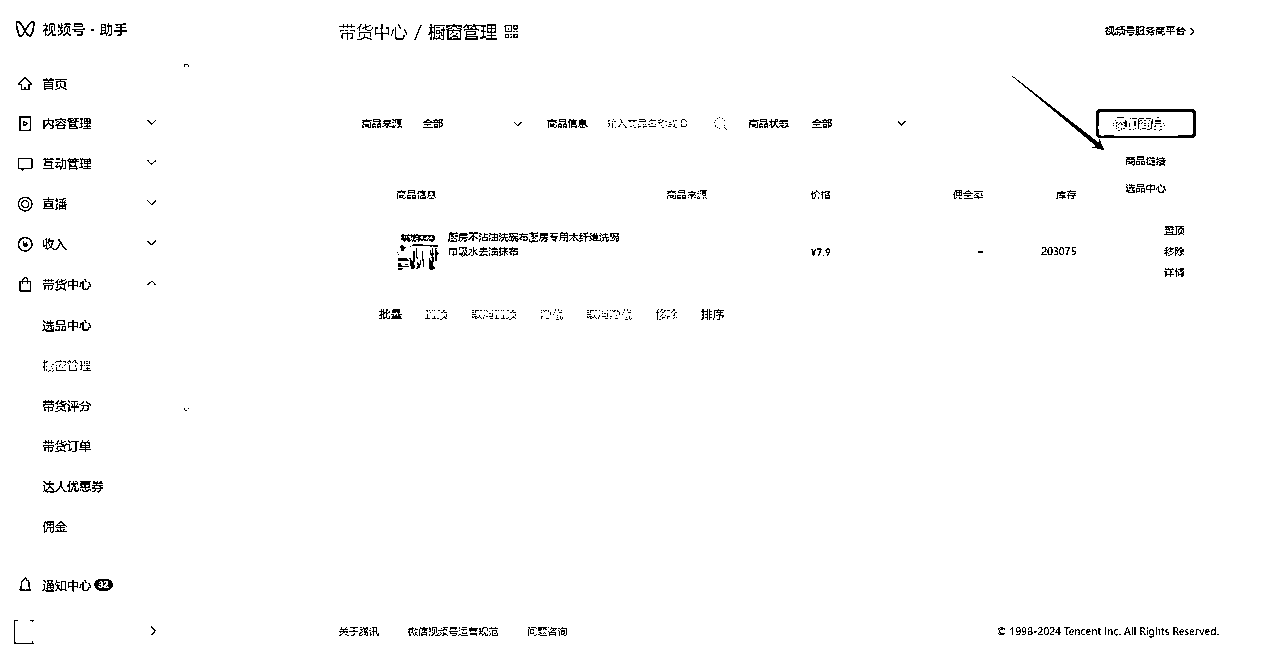 视频号 · 助手
首页
内容管理
互动管理
直播
收入
带货中心
选品中心
橱窗管理
带货评分
带货订单
达人优惠券
佣金
通知中心 32
带货中心 / 橱窗管理
视频号服务商平台 >
商品来源 全部 商品信息 输入商品名称或ID 商品状态 全部
添加商品
商品链接
选品中心
商品信息 商品来源 价格 佣金率 库存
厨房不沾油洗碗布厨房专用木纤维洗碗
巾吸水去油抹布
¥7.9 - 203075
置顶
移除
详情
批量 置顶 取消置顶 隐藏 取消隐藏 移除 排序
关于腾讯 微信视频号运营规范 问题咨询 © 1998-2024 Tencent Inc. All Rights Reserved.